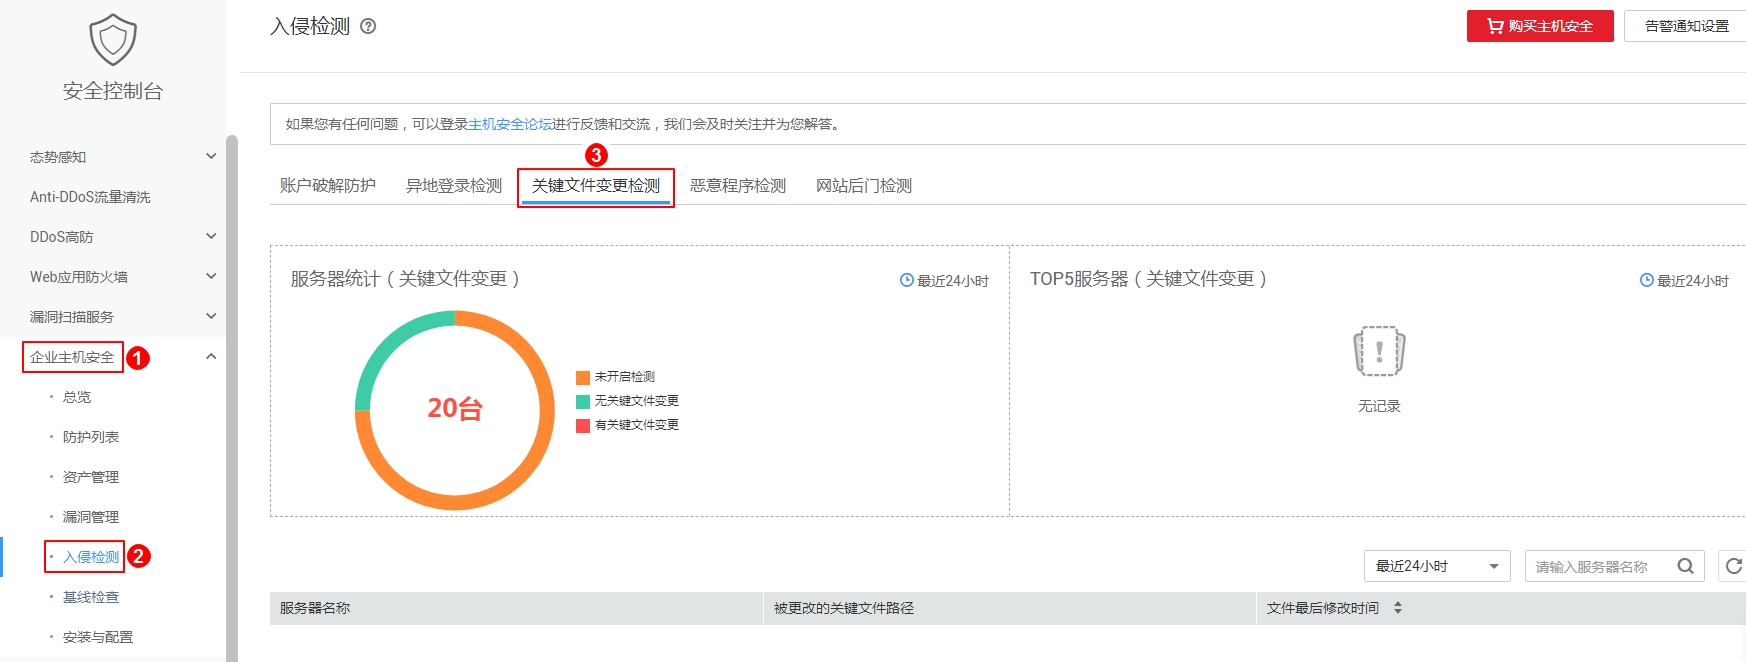 安全控制台
态势感知
Anti-DDoS流量清洗
DDoS高防
Web应用防火墙
漏洞扫描服务
企业主机安全 1
· 总览
· 防护列表
· 资产管理
· 漏洞管理
· 入侵检测 2
· 基线检查
· 安装与配置
入侵检测 ?
购买主机安全 告警通知设置
如果您有任何问题，可以登录主机安全论坛进行反馈和交流，我们会及时关注并为您解答。
3
账户破解防护 异地登录检测 关键文件变更检测 恶意程序检测 网站后门检测
服务器统计（关键文件变更） 最近24小时
20台
未开启检测
无关键文件变更
有关键文件变更
TOP5服务器（关键文件变更） 最近24小时
无记录
最近24小时 请输入服务器名称
服务器名称 被更改的关键文件路径 文件最后修改时间